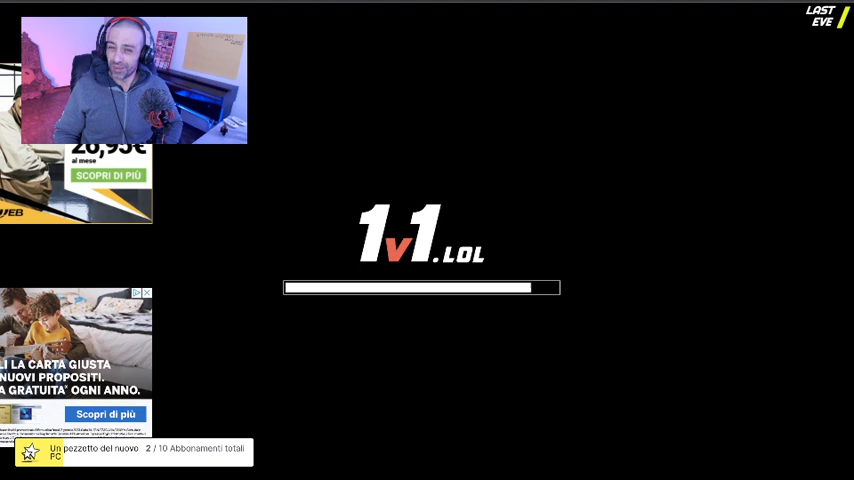 LAST
EVE
26,95€
al mese
SCOPRI DI PIÙ
WEB
1v1.LOL
LI LA CARTA GIUSTA
NUOVI PROPOSITI.
A GRATUITA* OGNI ANNO.
Scopri di più
Un pezzetto del nuovo 2 / 10 Abbonamenti totali
PC